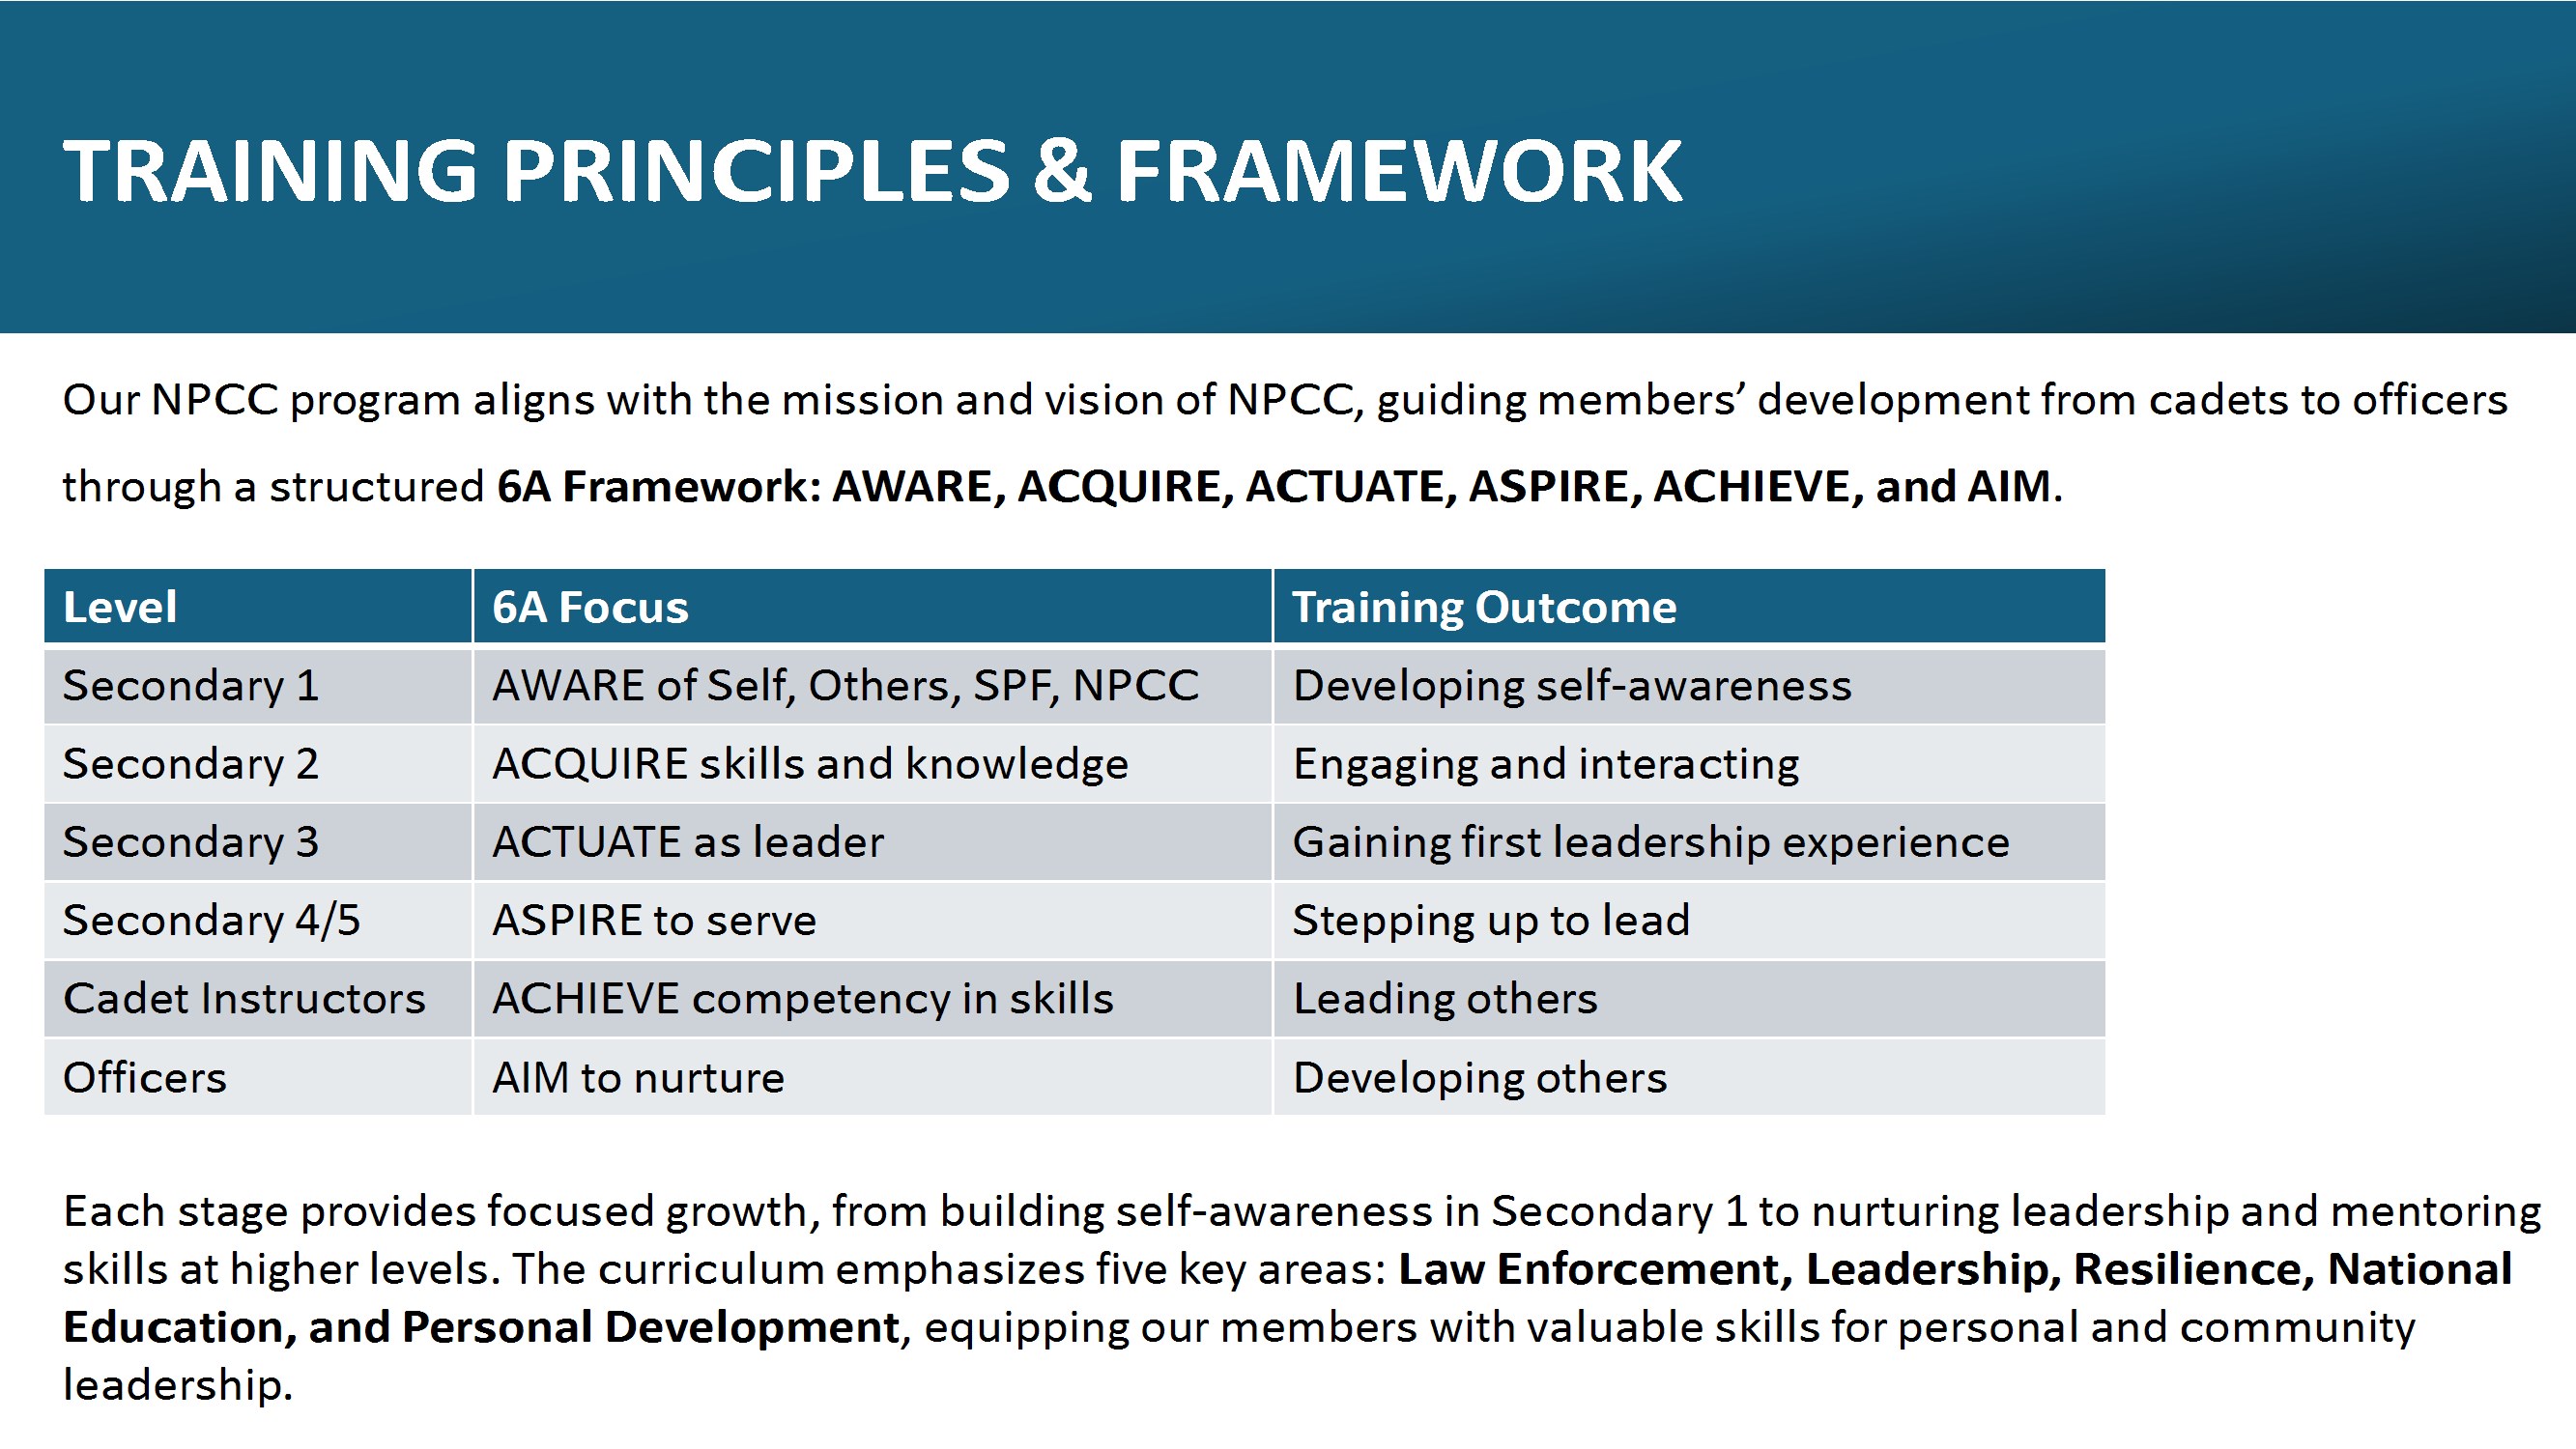 TRAINING PRINCIPLES & FRAMEWORK
Our NPCC program aligns with the mission and vision of NPCC, guiding members’ development from cadets to officers
through a structured 6A Framework: AWARE, ACQUIRE, ACTUATE, ASPIRE, ACHIEVE, and AIM.
Level 6A Focus Training Outcome
Secondary 1 AWARE of Self, Others, SPF, NPCC Developing self-awareness
Secondary 2 ACQUIRE skills and knowledge Engaging and interacting
Secondary 3 ACTUATE as leader Gaining first leadership experience
Secondary 4/5 ASPIRE to serve Stepping up to lead
Cadet Instructors ACHIEVE competency in skills Leading others
Officers AIM to nurture Developing others
Each stage provides focused growth, from building self-awareness in Secondary 1 to nurturing leadership and mentoring
skills at higher levels. The curriculum emphasizes five key areas: Law Enforcement, Leadership, Resilience, National
Education, and Personal Development, equipping our members with valuable skills for personal and community
leadership.